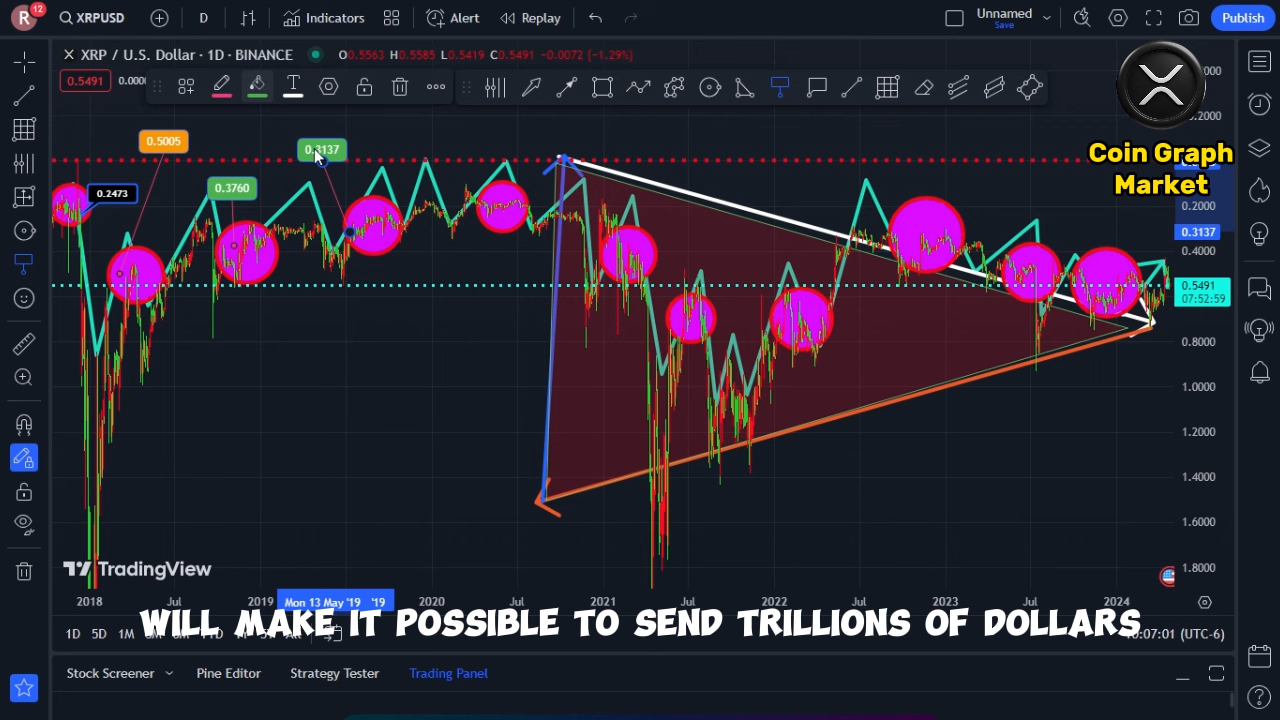 R 12 XRPUSD D Indicators Alert Replay Unnamed Save Publish
XRP / U.S. Dollar · 1D · BINANCE O0.5563 H0.5585 L0.5419 C0.5491 -0.0072 (-1.29%)
0.5491
0.5005
0.3137
0.3760
0.2473
Coin Graph
Market
0.2000
0.3137
0.4000
0.5491
07:52:59
0.8000
1.0000
1.2000
1.4000
1.6000
1.8000
TradingView
2018 Jul 2019 Mon 13 May '19 '19 2020 Jul 2021 Jul 2022 Jul 2023 Jul 2024
WILL MAKE IT POSSIBLE TO SEND TRILLIONS OF DOLLARS
1D 5D 1M (UTC-6)
Stock Screener Pine Editor Strategy Tester Trading Panel